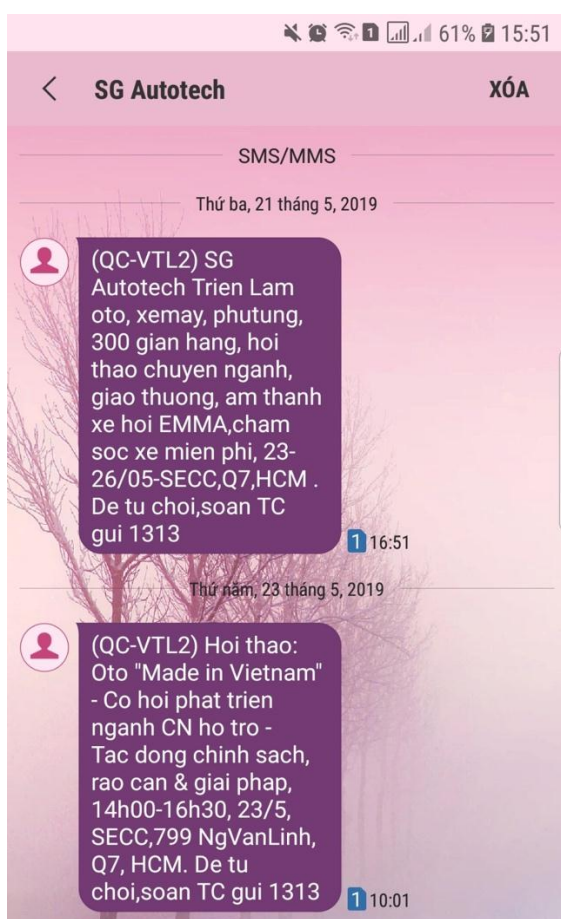 61% 15:51
SG Autotech XÓA
SMS/MMS
Thứ ba, 21 tháng 5, 2019
(QC-VTL2) SG
Autotech Trien Lam
oto, xemay, phutung,
300 gian hang, hoi
thao chuyen nganh,
giao thuong, am thanh
xe hoi EMMA,cham
soc xe mien phi, 23-
26/05-SECC,Q7,HCM .
De tu choi,soan TC
gui 1313
1 16:51
Thứ năm, 23 tháng 5, 2019
(QC-VTL2) Hoi thao:
Oto "Made in Vietnam"
- Co hoi phat trien
nganh CN ho tro -
Tac dong chinh sach,
rao can & giai phap,
14h00-16h30, 23/5,
SECC,799 NgVanLinh,
Q7, HCM. De tu
choi,soan TC gui 1313
1 10:01